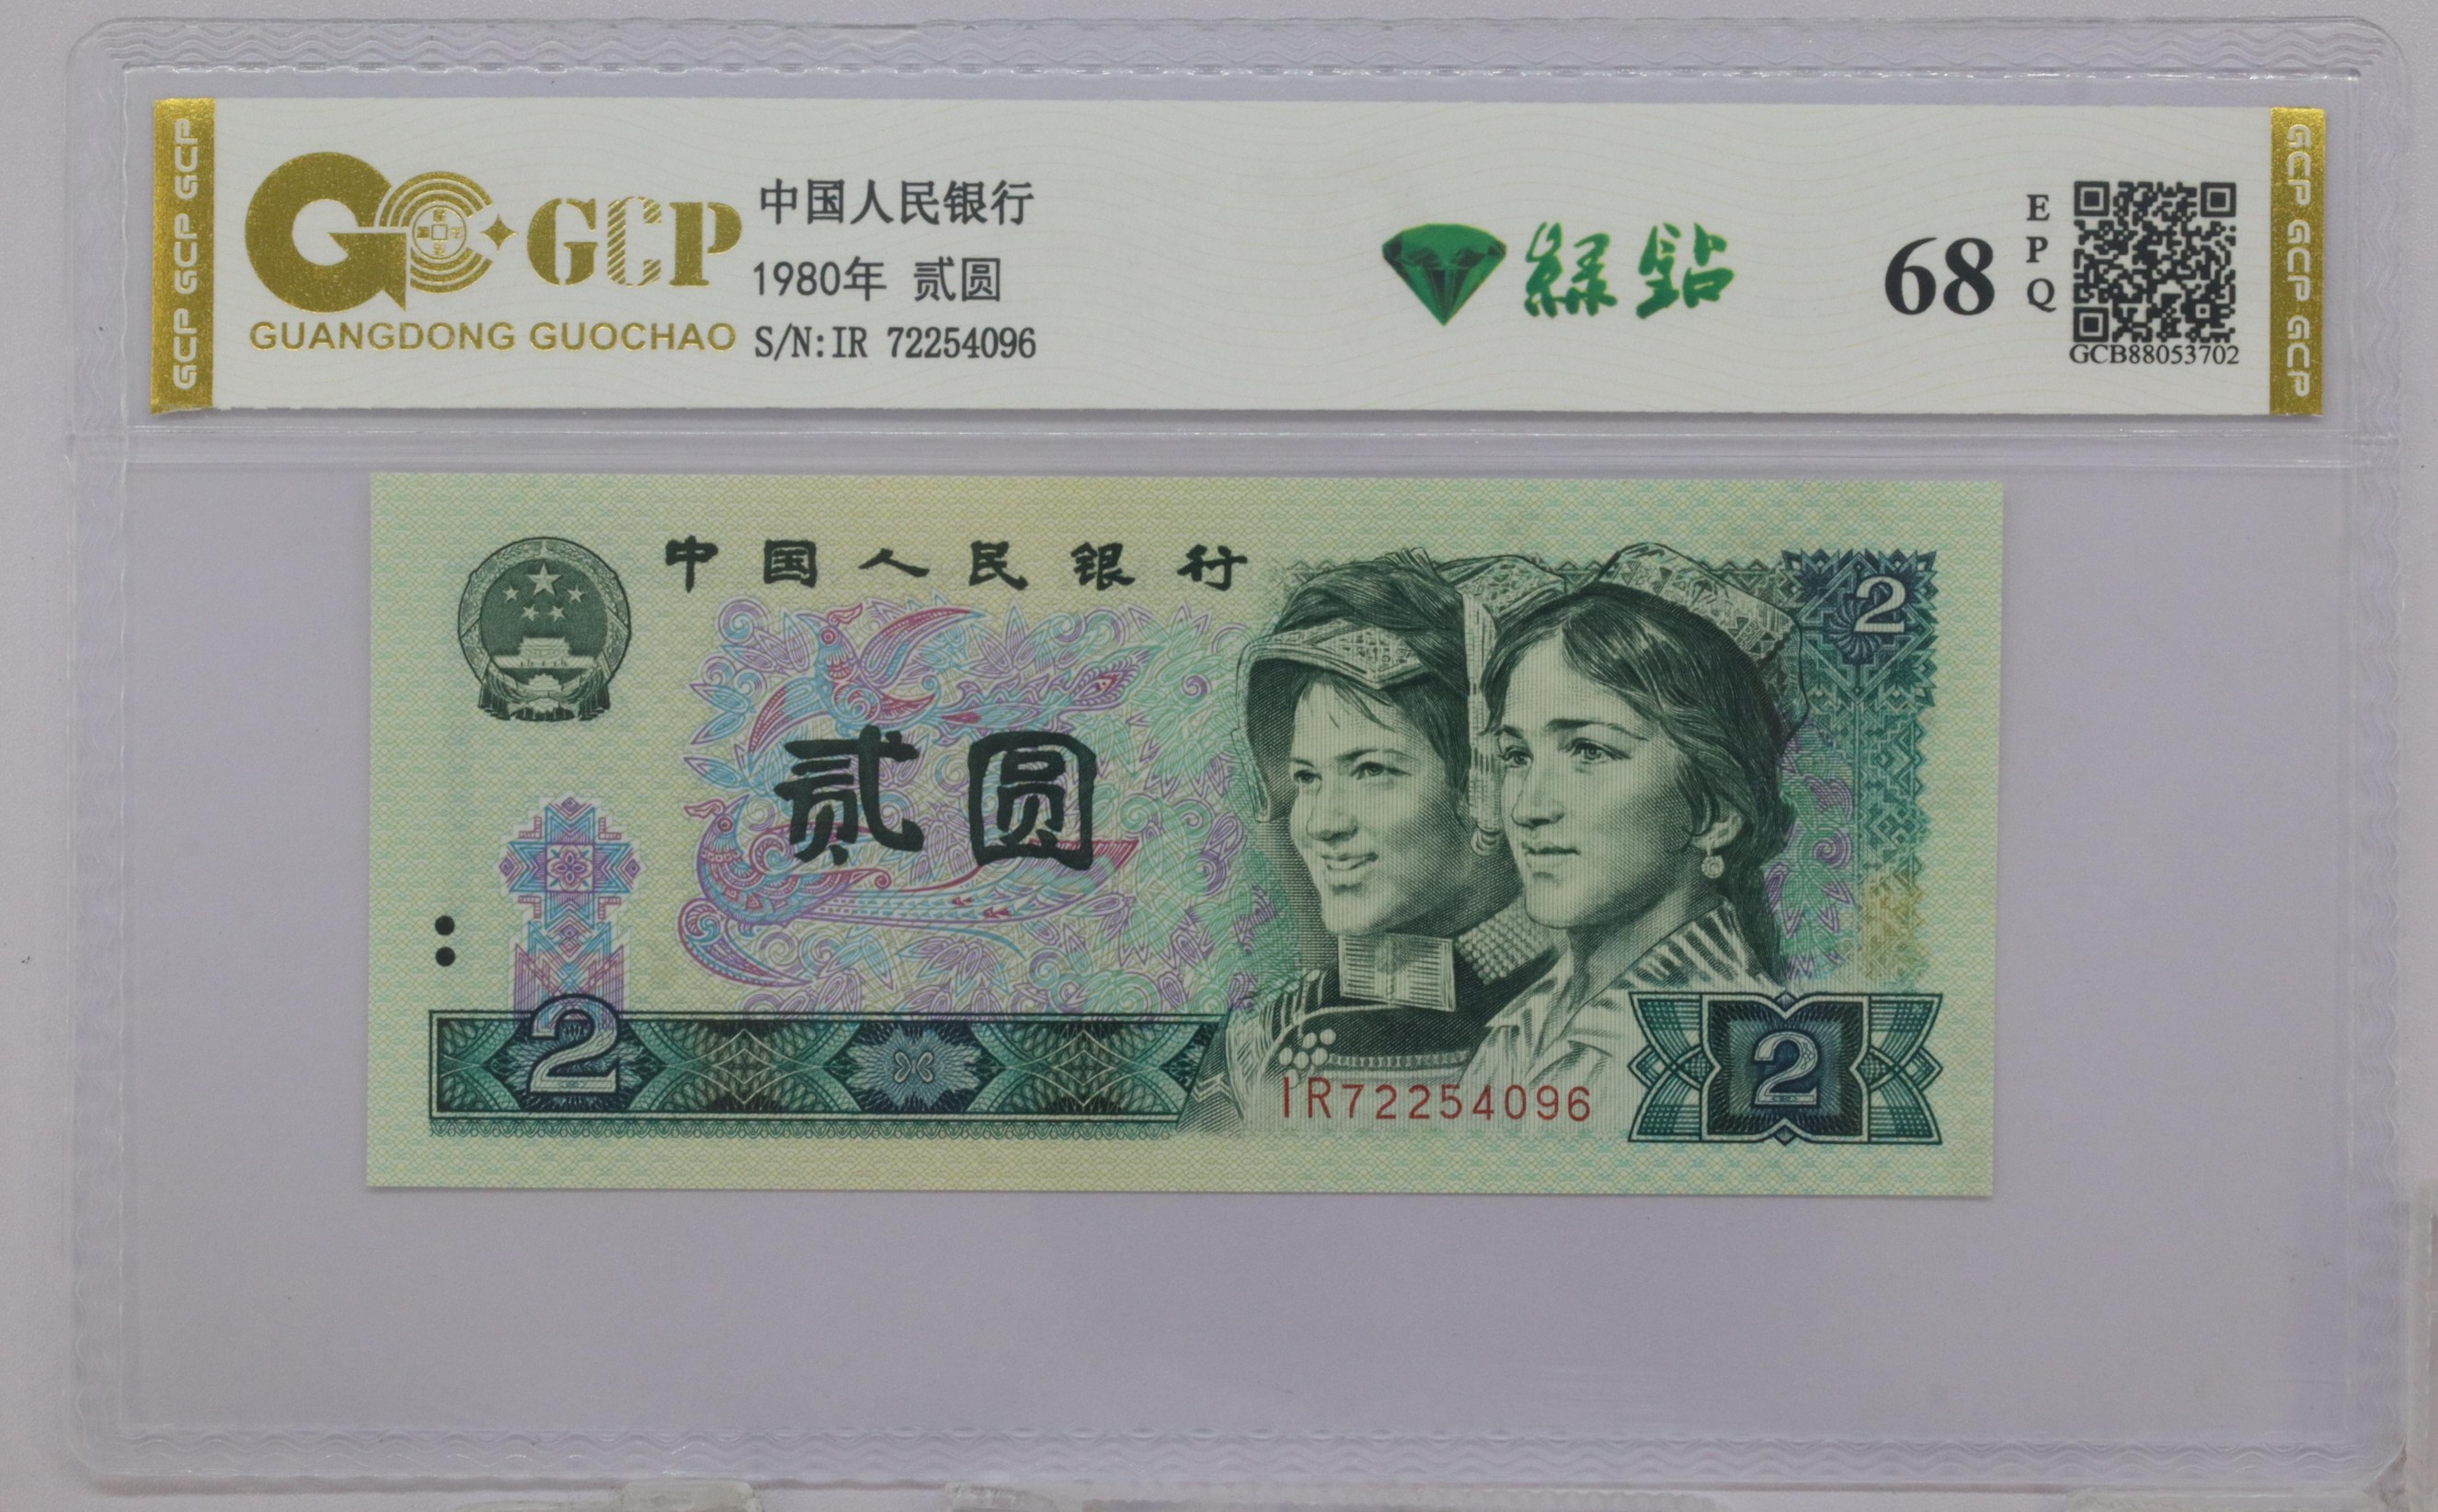 GCP GCP GCP
GCP
GUANGDONG GUOCHAO
中国人民银行
1980年 贰圆
S/N:IR 72254096
綠鉆
68
EPQ
GCB88053702
GCP GCP GCP
中国人民银行
2
贰圆
2
IR72254096
2